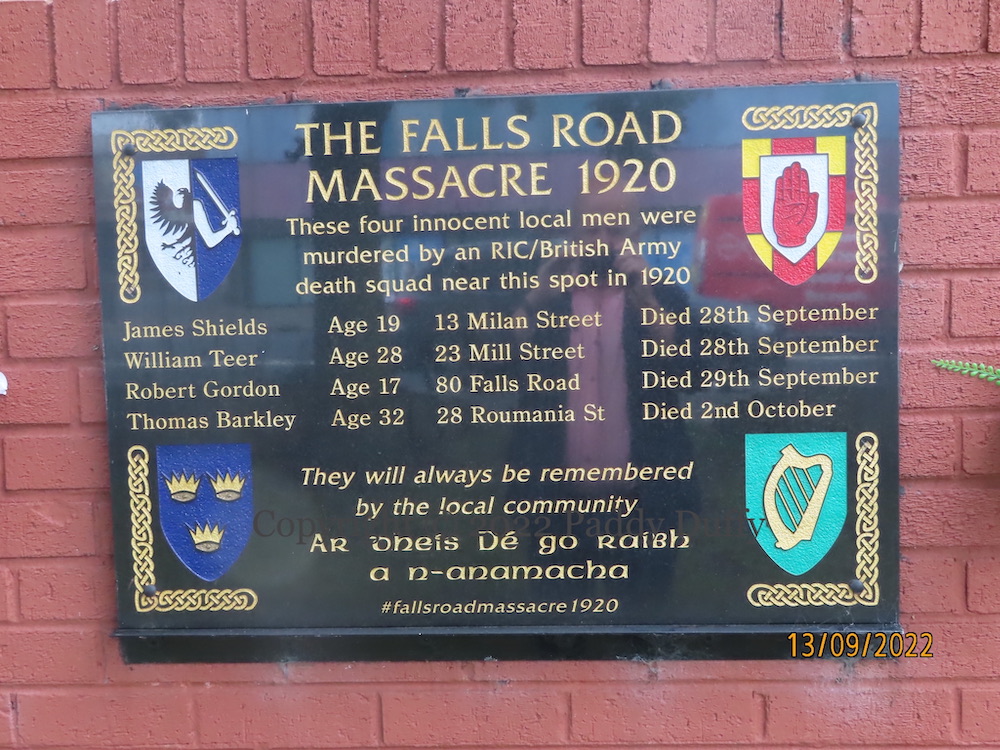 THE FALLS ROAD
MASSACRE 1920
These four innocent local men were
murdered by an RIC/British Army
death squad near this spot in 1920
James Shields Age 19 13 Milan Street Died 28th September
William Teer Age 28 23 Mill Street Died 28th September
Robert Gordon Age 17 80 Falls Road Died 29th September
Thomas Barkley Age 32 28 Roumania St Died 2nd October
They will always be remembered
by the local community
Copyright 2022 Paddy Duffy
Ar dheis Dé go raibh
a n-anamacha
#fallsroadmassacre1920
13/09/2022